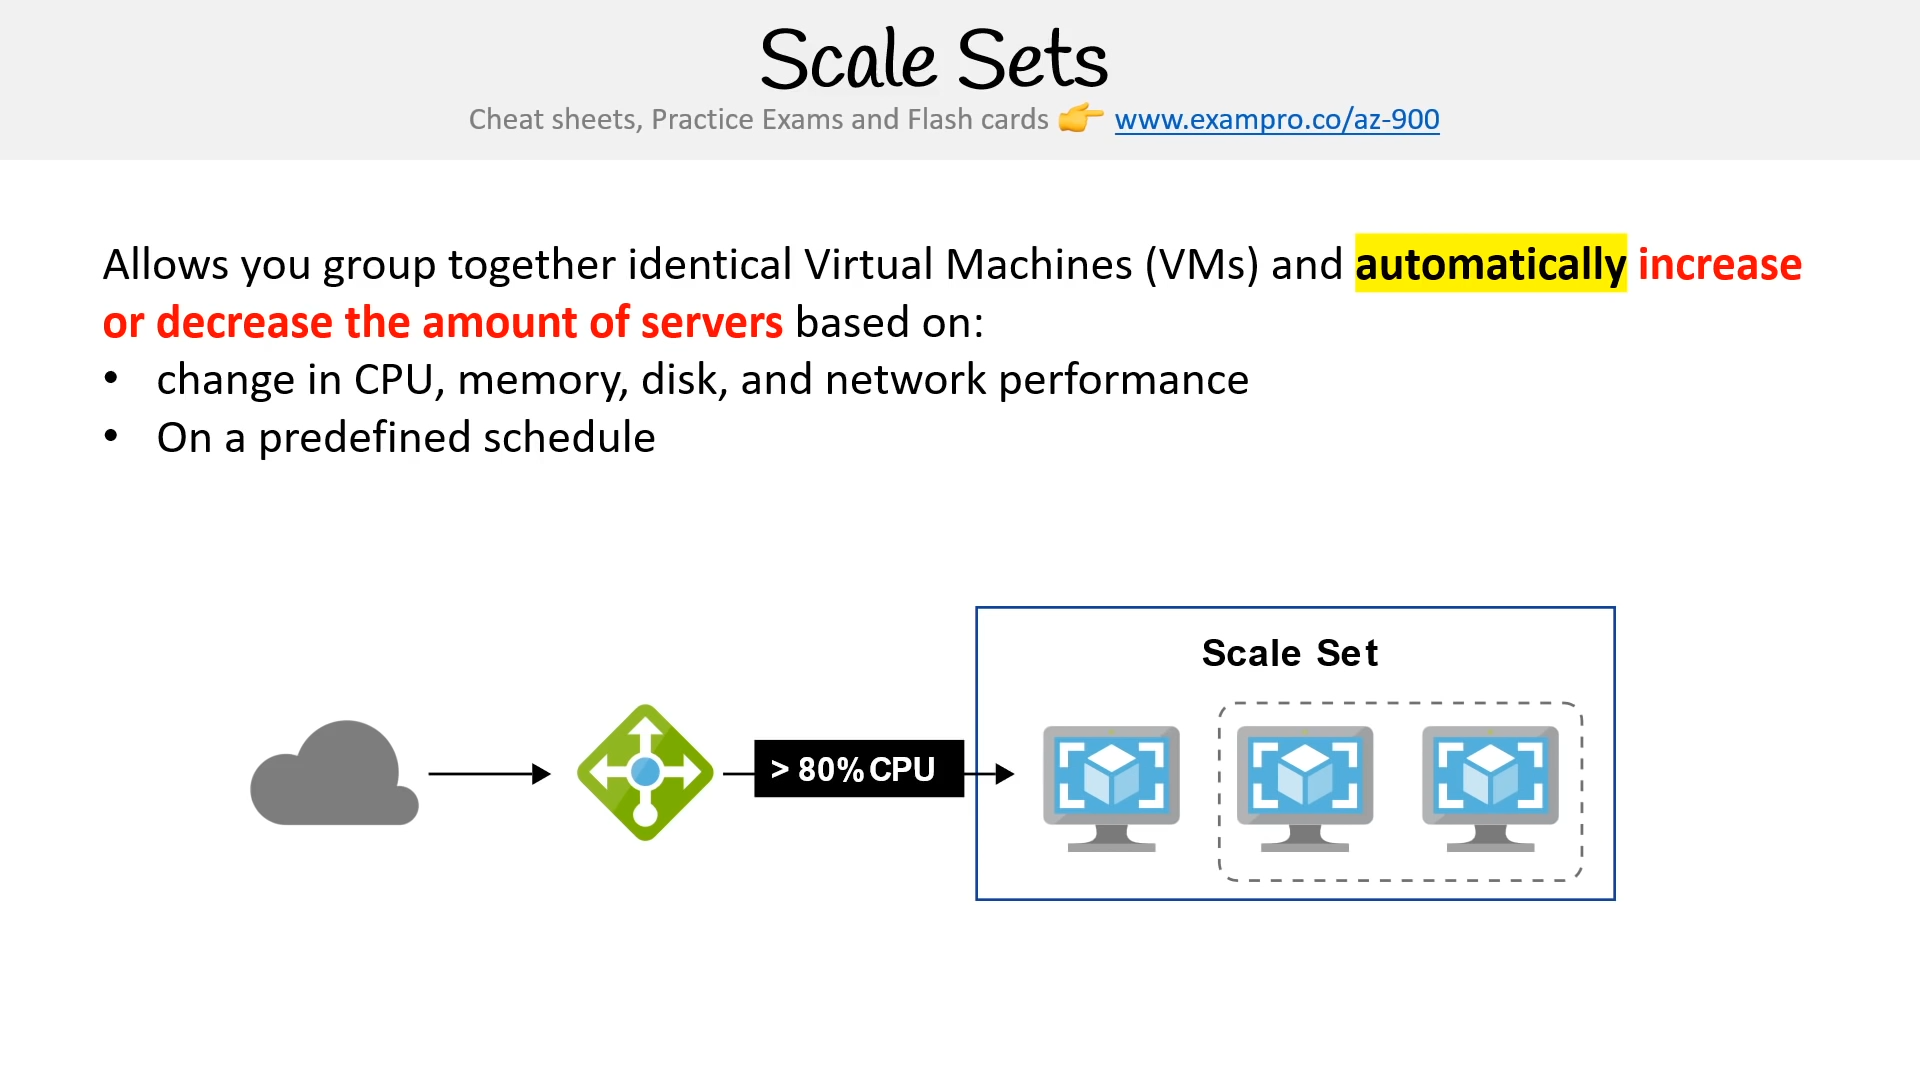 Scale Sets
Cheat sheets, Practice Exams and Flash cards 👉 www.exampro.co/az-900
Allows you group together identical Virtual Machines (VMs) and automatically increase
or decrease the amount of servers based on:
• change in CPU, memory, disk, and network performance
• On a predefined schedule
Scale Set
> 80% CPU